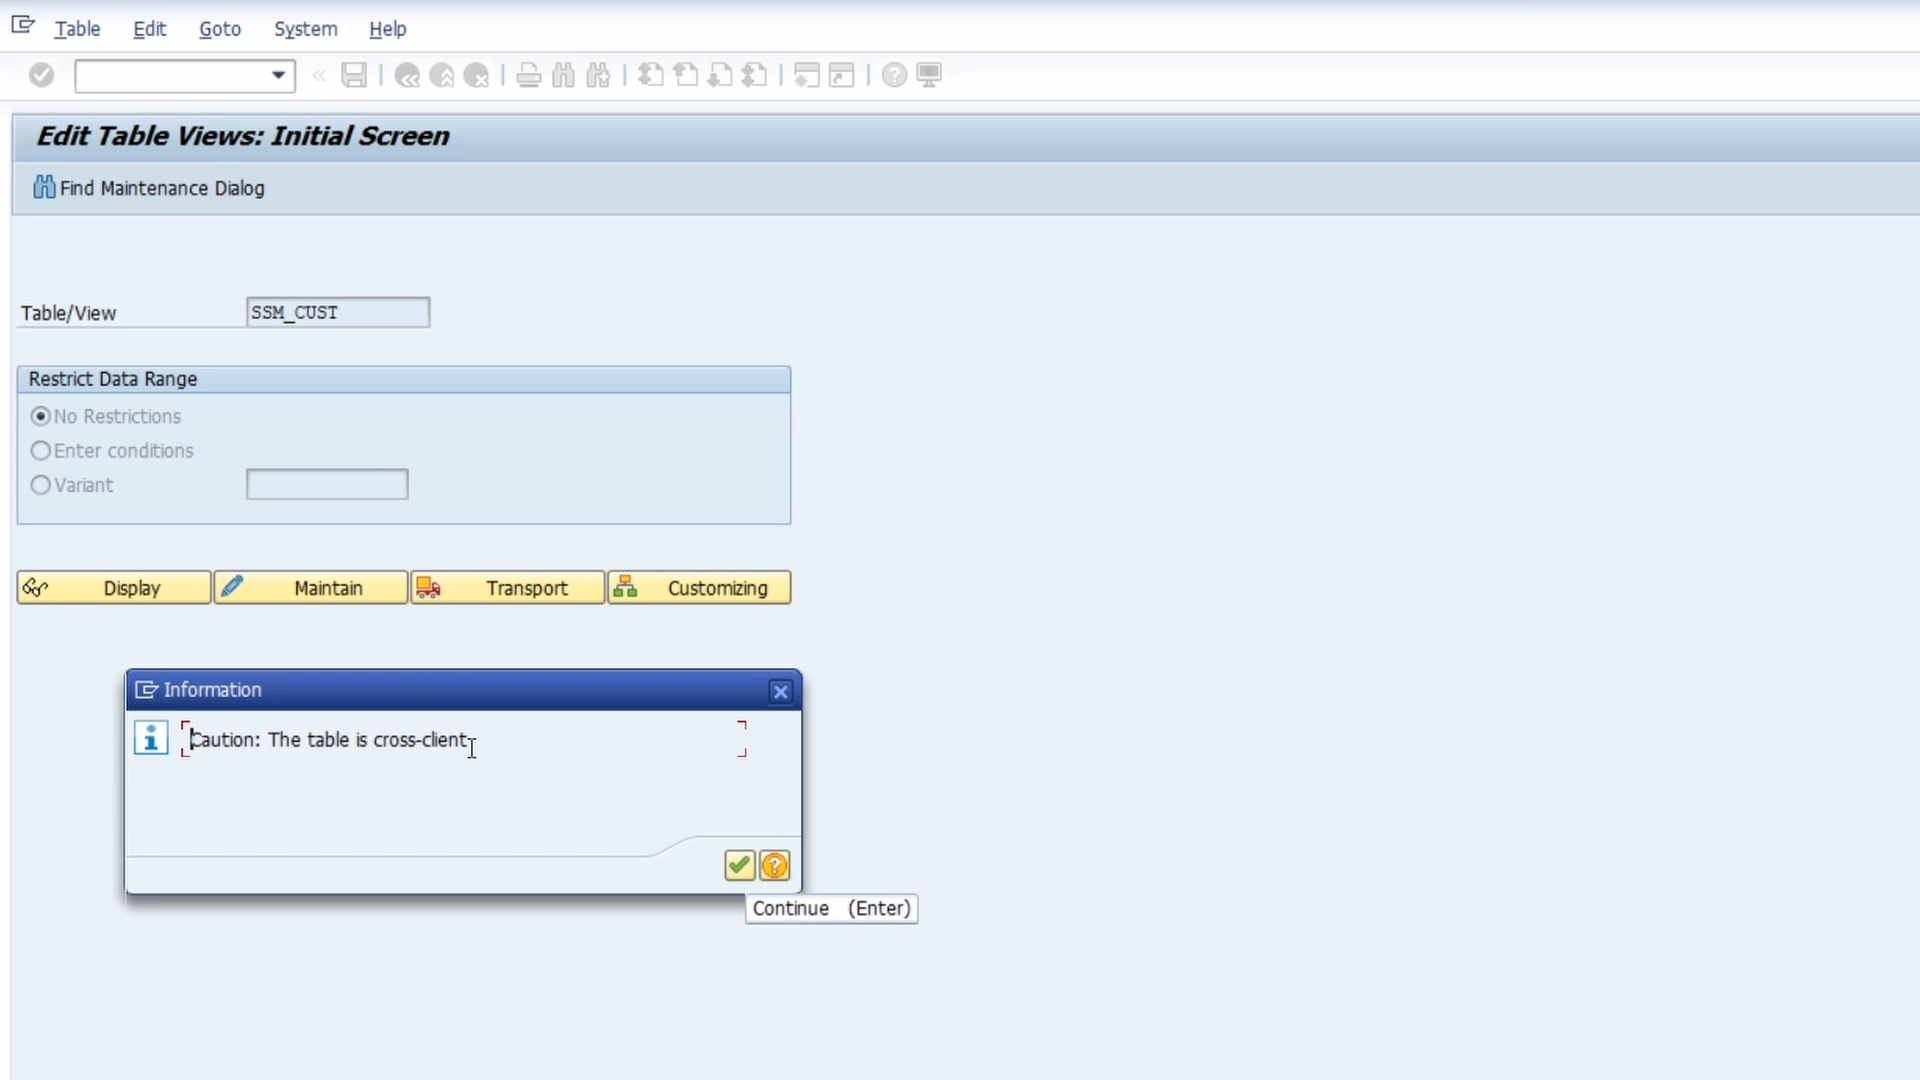 Table Edit Goto System Help
Edit Table Views: Initial Screen
Find Maintenance Dialog
Table/View SSM_CUST
Restrict Data Range
No Restrictions
Enter conditions
Variant
Display Maintain Transport Customizing
Information
Caution: The table is cross-client
Continue (Enter)